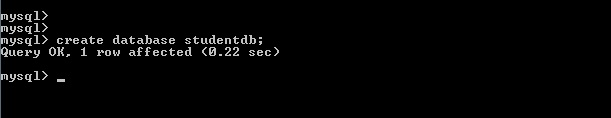 mysql>
mysql>
mysql> create database studentdb;
Query OK, 1 row affected (0.22 sec)
mysql> _